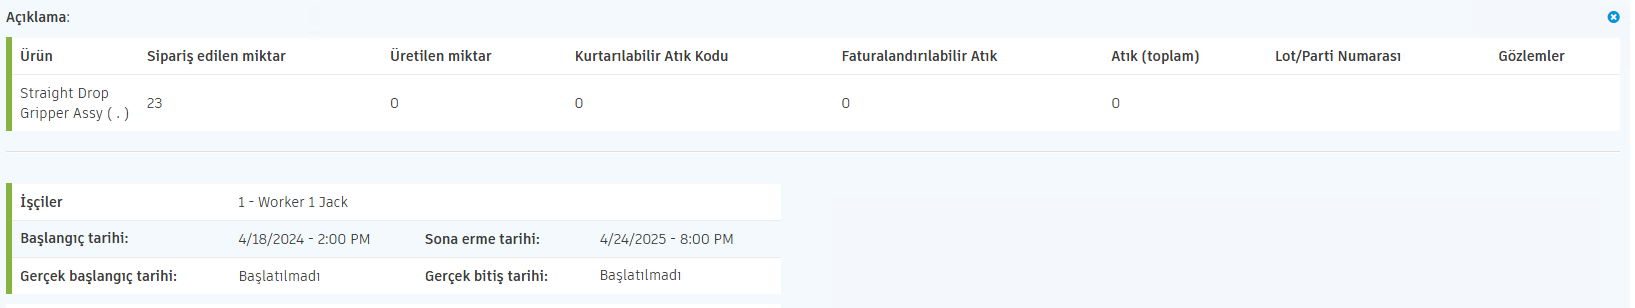 Açıklama:
Ürün Sipariş edilen miktar Üretilen miktar Kurtarılabilir Atık Kodu Faturalandırılabilir Atık Atık (toplam) Lot/Parti Numarası Gözlemler
Straight Drop
Gripper Assy ( . ) 23 0 0 0 0
İşçiler 1 - Worker 1 Jack
Başlangıç tarihi: 4/18/2024 - 2:00 PM Sona erme tarihi: 4/24/2025 - 8:00 PM
Gerçek başlangıç tarihi: Başlatılmadı Gerçek bitiş tarihi: Başlatılmadı